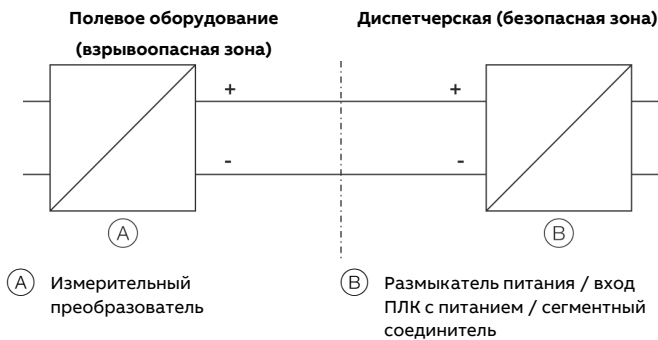 Полевое оборудование
(взрывоопасная зона)
Диспетчерская (безопасная зона)
+ +
- -
A B
A Измерительный
преобразователь
B Размыкатель питания / вход
ПЛК с питанием / сегментный
соединитель